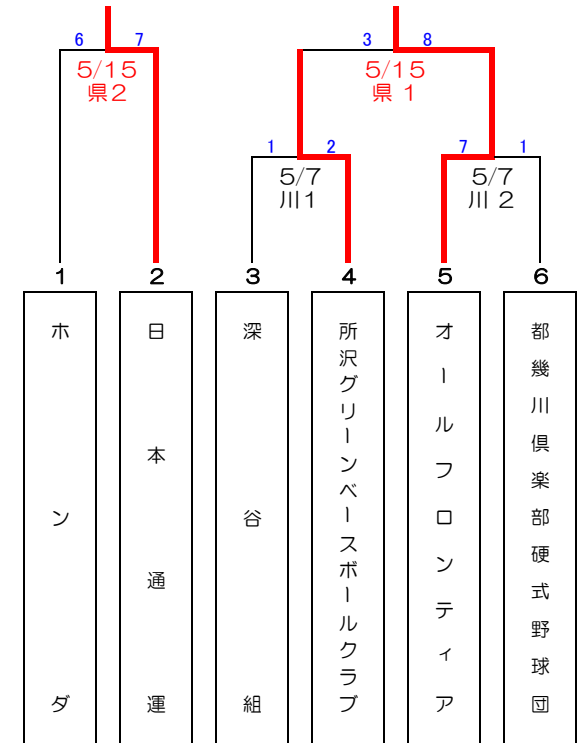 6 7
3 8
5/15
県2
5/15
県 1
1 2
7 1
5/7
川1
5/7
川 2
1 2 3 4 5 6
ホンダ
日本通運
深谷組
所沢グリーンベースボールクラブ
オールフロンティア
都幾川倶楽部硬式野球団